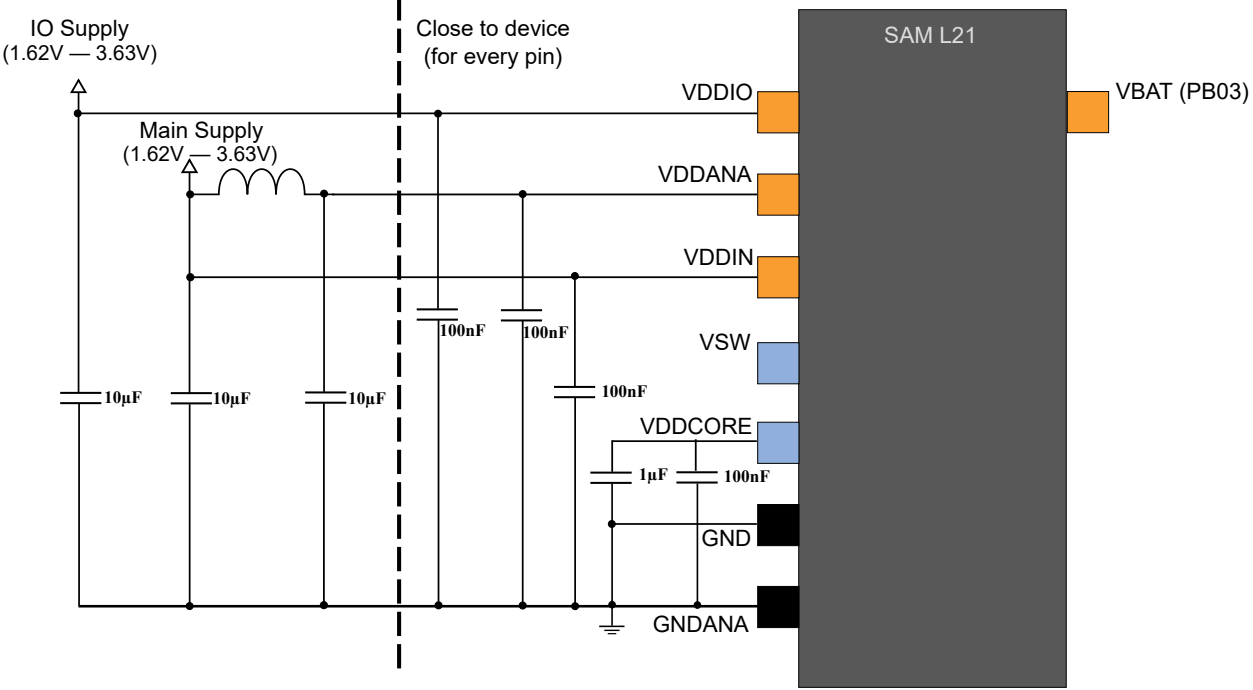 IO Supply
(1.62V — 3.63V)
Close to device
(for every pin)
SAM L21
VDDIO
VBAT (PB03)
Main Supply
(1.62V — 3.63V)
VDDANA
VDDIN
100nF
100nF
VSW
10µF
10µF
10µF
100nF
VDDCORE
1µF
100nF
GND
GNDANA